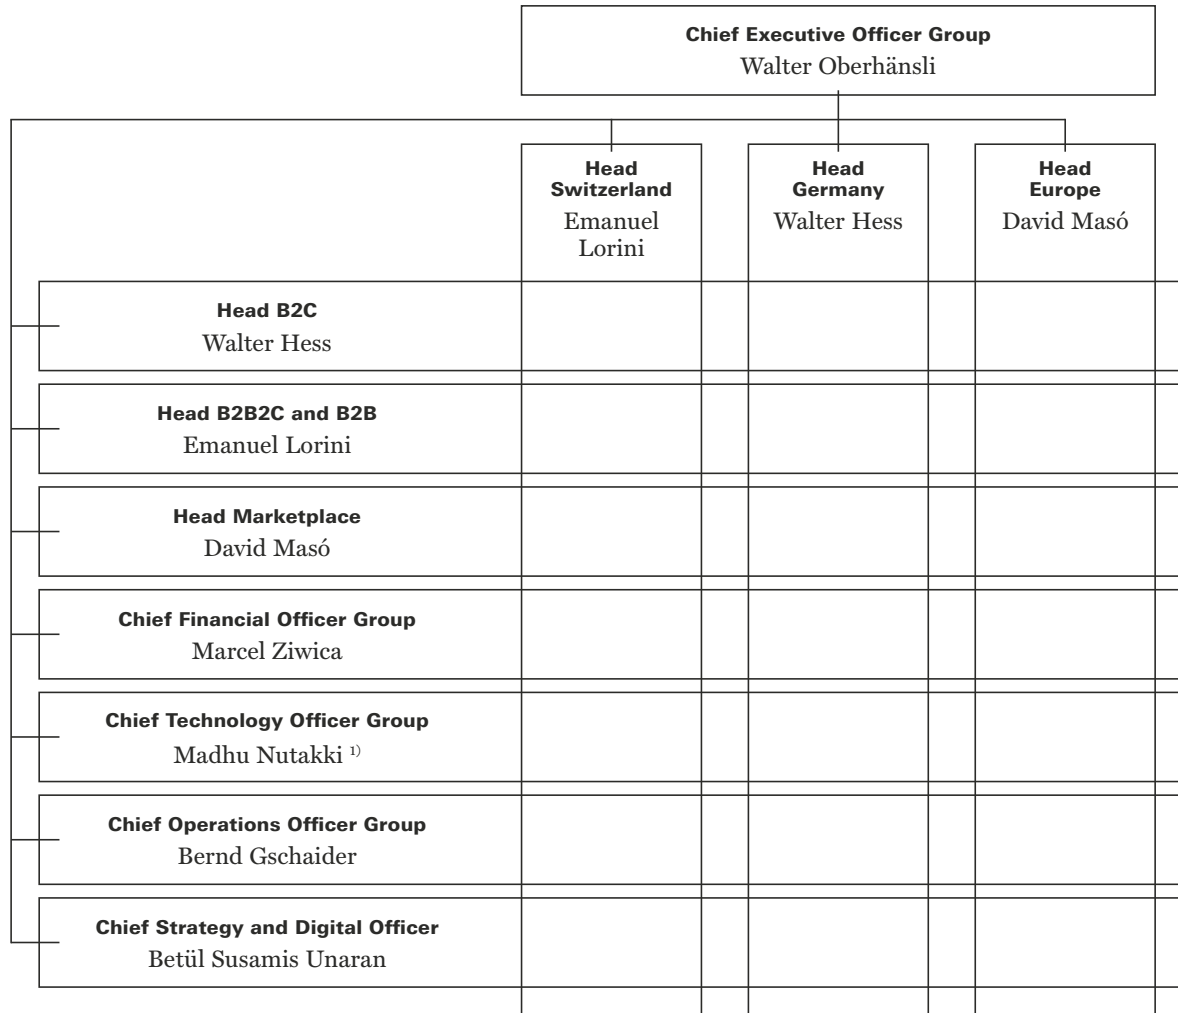 Chief Executive Officer Group
Walter Oberhänsli
Head
Switzerland
Emanuel
Lorini
Head
Germany
Walter Hess
Head
Europe
David Masó
Head B2C
Walter Hess
Head B2B2C and B2B
Emanuel Lorini
Head Marketplace
David Masó
Chief Financial Officer Group
Marcel Ziwica
Chief Technology Officer Group
Madhu Nutakki 1)
Chief Operations Officer Group
Bernd Gschaider
Chief Strategy and Digital Officer
Betül Susamis Unaran